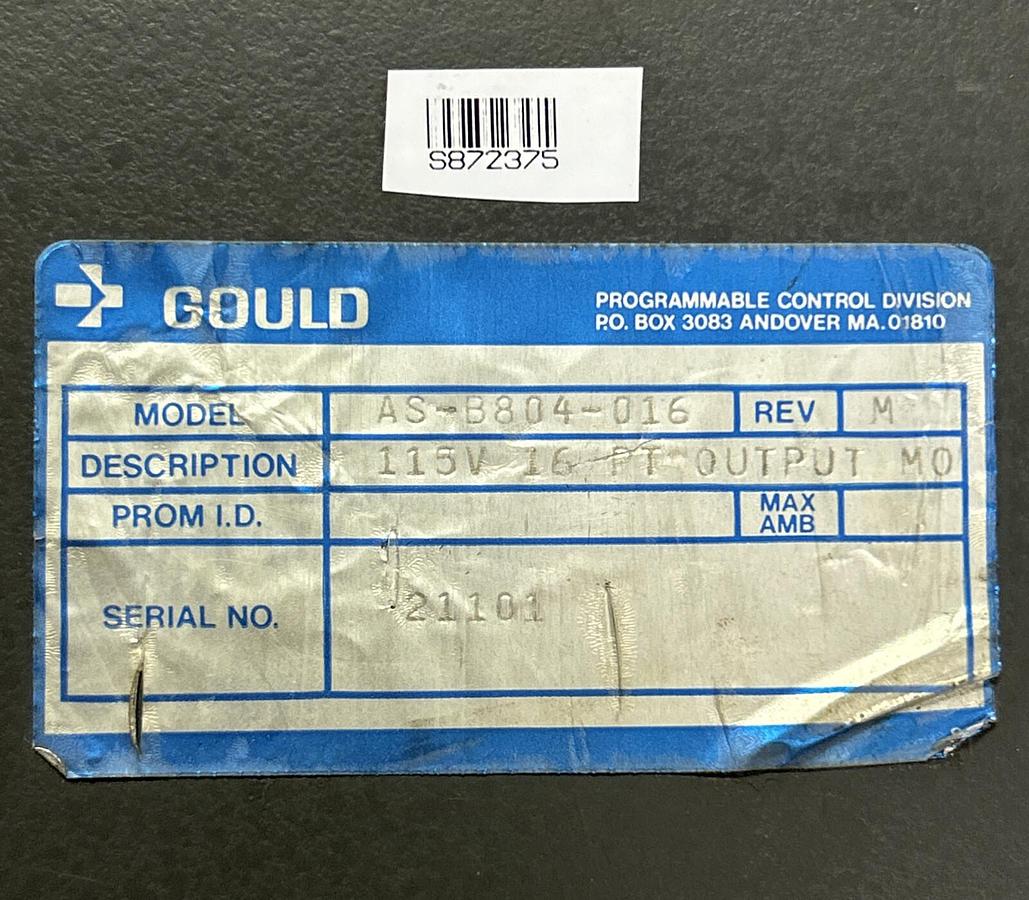 S872375
GOULD
PROGRAMMABLE CONTROL DIVISION
P.O. BOX 3083 ANDOVER MA. 01810
MODEL AS-B804-016 REV M
DESCRIPTION 115V 16 PT OUTPUT MO
PROM I.D. MAX AMB
SERIAL NO. 21101